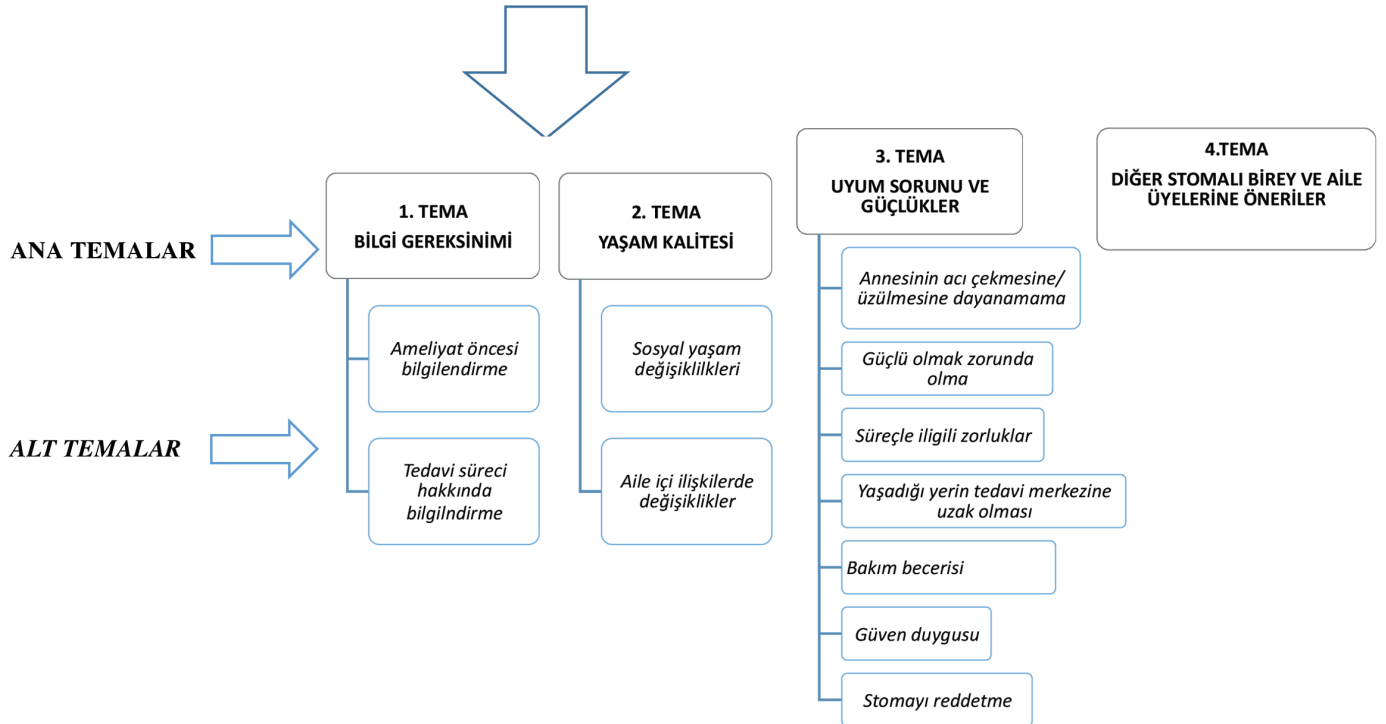 ANA TEMALAR
ALT TEMALAR
1. TEMA
BİLGİ GEREKSİNİMİ
Ameliyat öncesi
bilgilendirme
Tedavi süreci
hakkında
bilgilndirme
2. TEMA
YAŞAM KALİTESİ
Sosyal yaşam
değişiklilkleri
Aile içi ilişkilerde
değişiklikler
3. TEMA
UYUM SORUNU VE
GÜÇLÜKLER
Annesinin acı çekmesine/
üzülmesine dayanamama
Güçlü olmak zorunda
olma
Süreçle iligili zorluklar
Yaşadığı yerin tedavi merkezine
uzak olması
Bakım becerisi
Güven duygusu
Stomayı reddetme
4.TEMA
DİĞER STOMALI BİREY VE AİLE
ÜYELERİNE ÖNERİLER